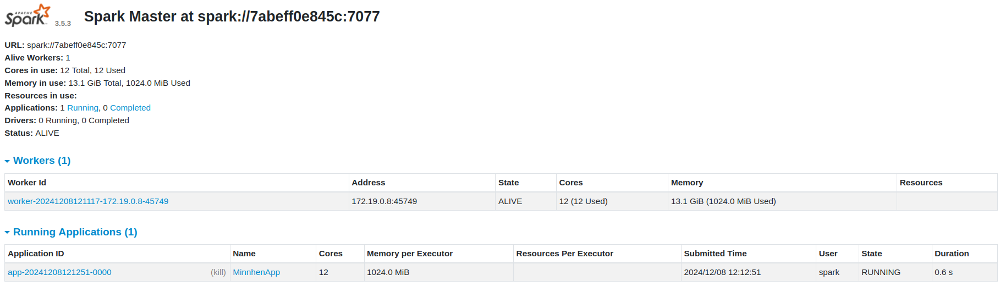 APACHE
Spark 3.5.3 Spark Master at spark://7abeff0e845c:7077
URL: spark://7abeff0e845c:7077
Alive Workers: 1
Cores in use: 12 Total, 12 Used
Memory in use: 13.1 GiB Total, 1024.0 MiB Used
Resources in use:
Applications: 1 Running, 0 Completed
Drivers: 0 Running, 0 Completed
Status: ALIVE
Workers (1)
Worker Id Address State Cores Memory Resources
worker-20241208121117-172.19.0.8-45749 172.19.0.8:45749 ALIVE 12 (12 Used) 13.1 GiB (1024.0 MiB Used)
Running Applications (1)
Application ID Name Cores Memory per Executor Resources Per Executor Submitted Time User State Duration
app-20241208121251-0000 (kill) MinnhenApp 12 1024.0 MiB 2024/12/08 12:12:51 spark RUNNING 0.6 s